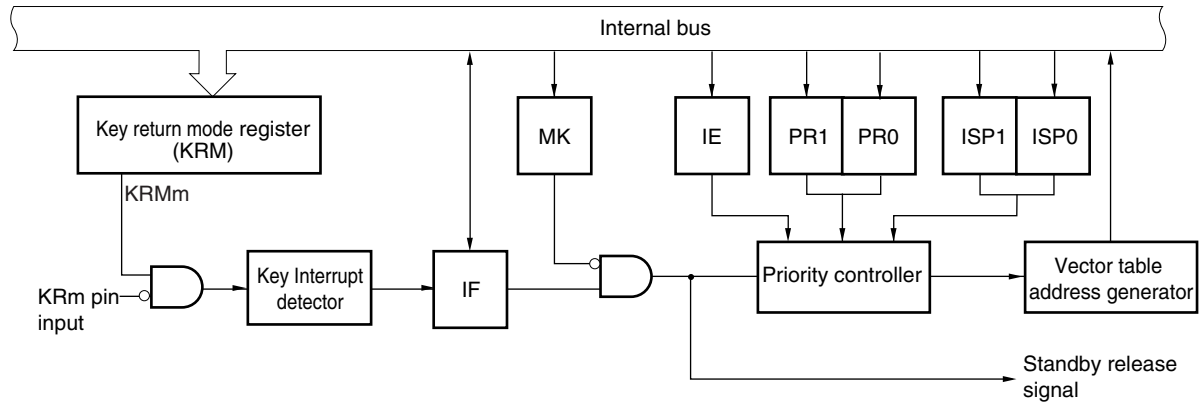 Internal bus
Key return mode register
(KRM)
MK
IE
PR1
PR0
ISP1
ISP0
KRMm
KRm pin
input
Key Interrupt
detector
IF
Priority controller
Vector table
address generator
Standby release
signal